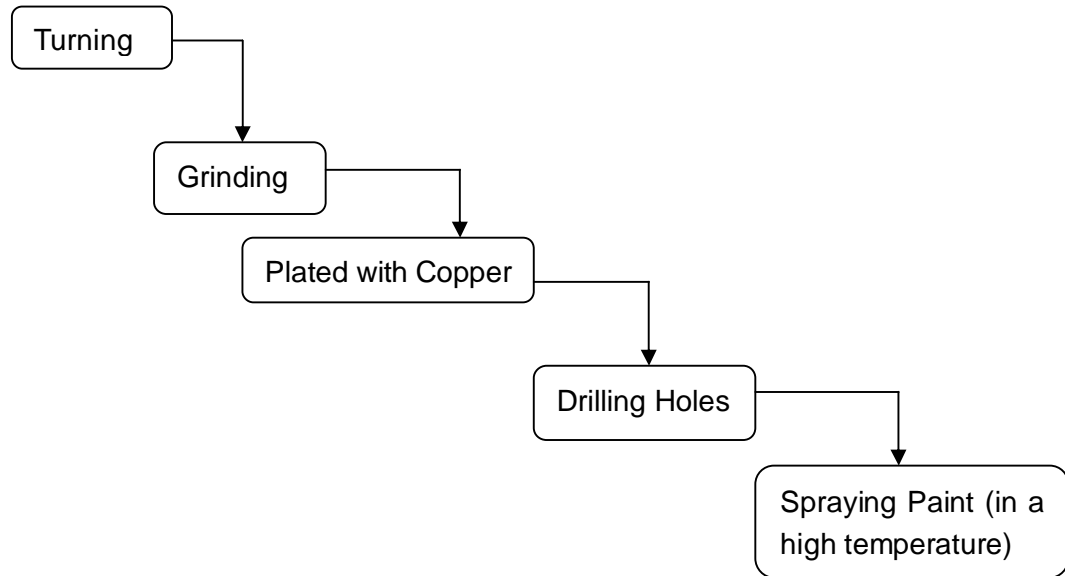 Turning
Grinding
Plated with Copper
Drilling Holes
Spraying Paint (in a
high temperature)